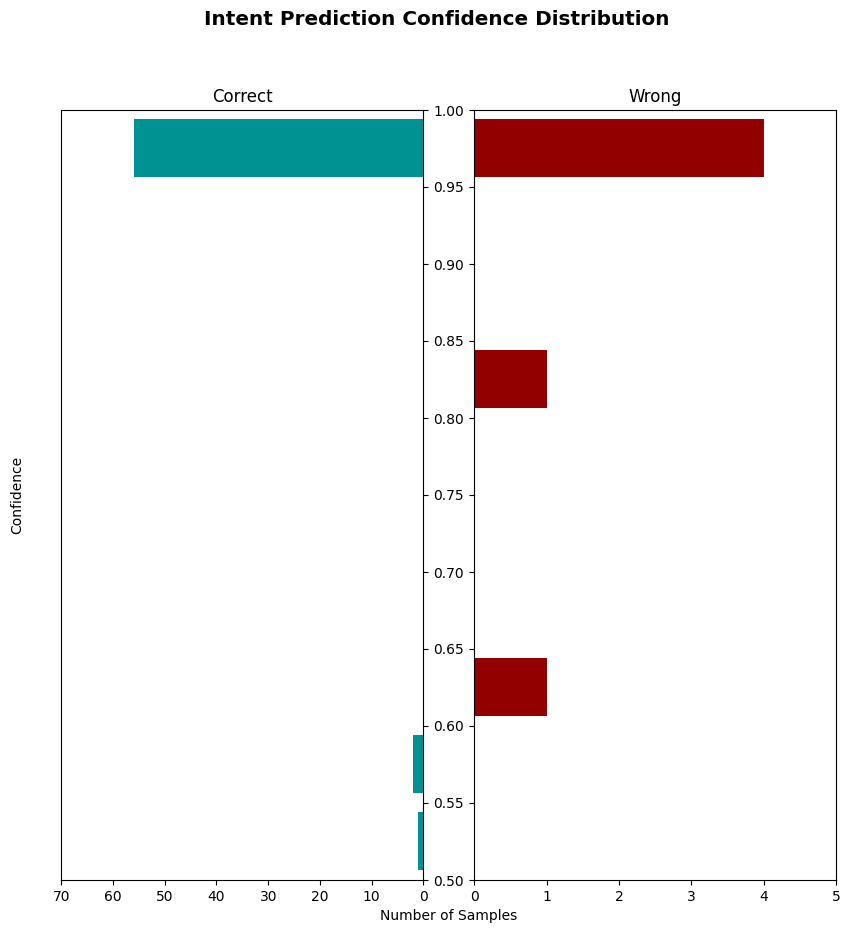 Intent Prediction Confidence Distribution
Correct
Wrong
Confidence
1.00
0.95
0.90
0.85
0.80
0.75
0.70
0.65
0.60
0.55
0.50
70 60 50 40 30 20 10 0
0 1 2 3 4 5
Number of Samples